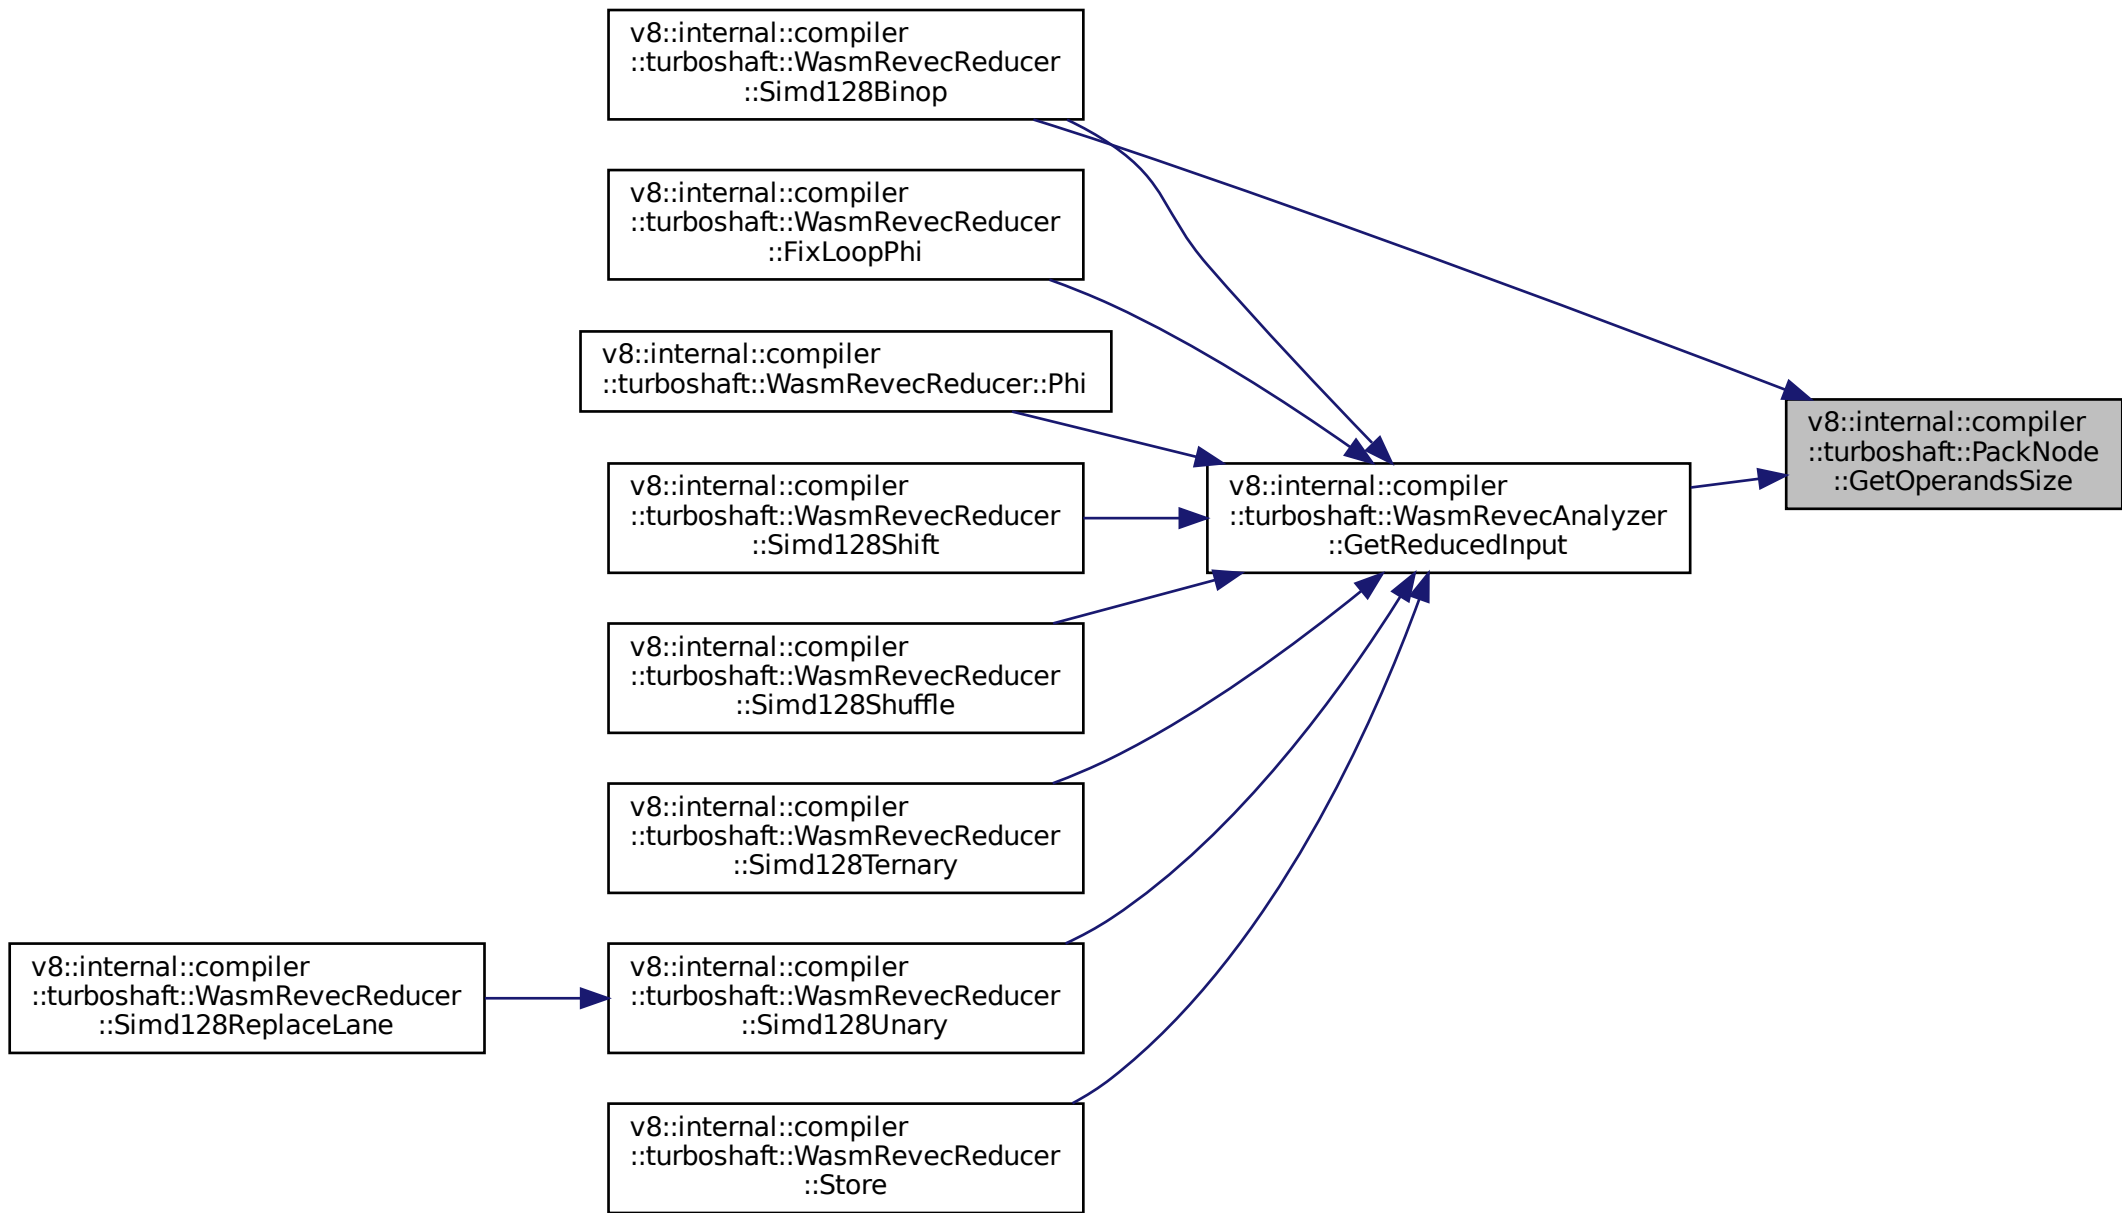 v8::internal::compiler
::turboshaft::WasmRevecReducer
::Simd128Binop
v8::internal::compiler
::turboshaft::WasmRevecReducer
::FixLoopPhi
v8::internal::compiler
::turboshaft::WasmRevecReducer::Phi
v8::internal::compiler
::turboshaft::PackNode
::GetOperandsSize
v8::internal::compiler
::turboshaft::WasmRevecReducer
::Simd128Shift
v8::internal::compiler
::turboshaft::WasmRevecAnalyzer
::GetReducedInput
v8::internal::compiler
::turboshaft::WasmRevecReducer
::Simd128Shuffle
v8::internal::compiler
::turboshaft::WasmRevecReducer
::Simd128Ternary
v8::internal::compiler
::turboshaft::WasmRevecReducer
::Simd128ReplaceLane
v8::internal::compiler
::turboshaft::WasmRevecReducer
::Simd128Unary
v8::internal::compiler
::turboshaft::WasmRevecReducer
::Store